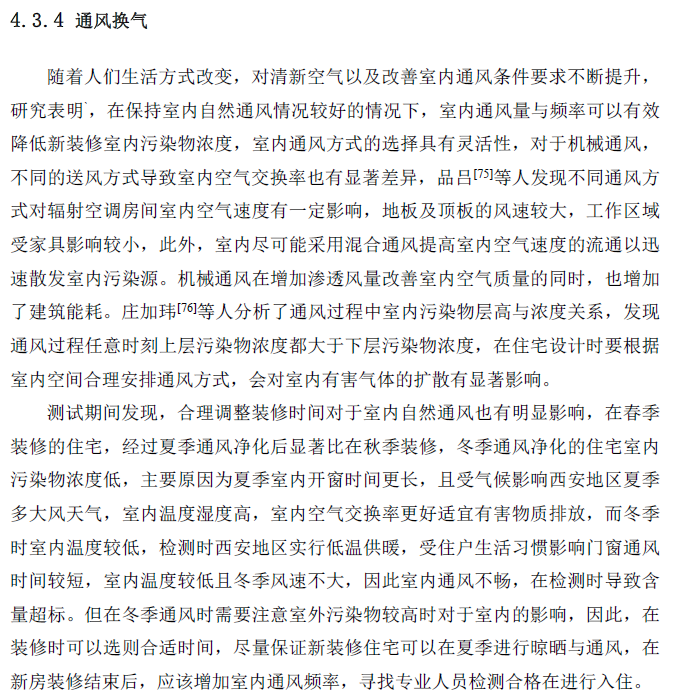 4.3.4 通风换气
随着人们生活方式改变，对清新空气以及改善室内通风条件要求不断提升，
研究表明，在保持室内自然通风情况较好的情况下，室内通风量与频率可以有效
降低新装修室内污染物浓度，室内通风方式的选择具有灵活性，对于机械通风，
不同的送风方式导致室内空气交换率也有显著差异，品吕[75]等人发现不同通风方
式对辐射空调房间室内空气速度有一定影响，地板及顶板的风速较大，工作区域
受家具影响较小，此外，室内尽可能采用混合通风提高室内空气速度的流通以迅
速散发室内污染源。机械通风在增加渗透风量改善室内空气质量的同时，也增加
了建筑能耗。庄加玮[76]等人分析了通风过程中室内污染物层高与浓度关系，发现
通风过程任意时刻上层污染物浓度都大于下层污染物浓度，在住宅设计时要根据
室内空间合理安排通风方式，会对室内有害气体的扩散有显著影响。
测试期间发现，合理调整装修时间对于室内自然通风也有明显影响，在春季
装修的住宅，经过夏季通风净化后显著比在秋季装修，冬季通风净化的住宅室内
污染物浓度低，主要原因为夏季室内开窗时间更长，且受气候影响西安地区夏季
多大风天气，室内温度湿度高，室内空气交换率更好适宜有害物质排放，而冬季
时室内温度较低，检测时西安地区实行低温供暖，受住户生活习惯影响门窗通风
时间较短，室内温度较低且冬季风速不大，因此室内通风不畅，在检测时导致含
量超标。但在冬季通风时需要注意室外污染物较高时对于室内的影响，因此，在
装修时可以选则合适时间，尽量保证新装修住宅可以在夏季进行晾晒与通风，在
新房装修结束后，应该增加室内通风频率，寻找专业人员检测合格在进行入住。